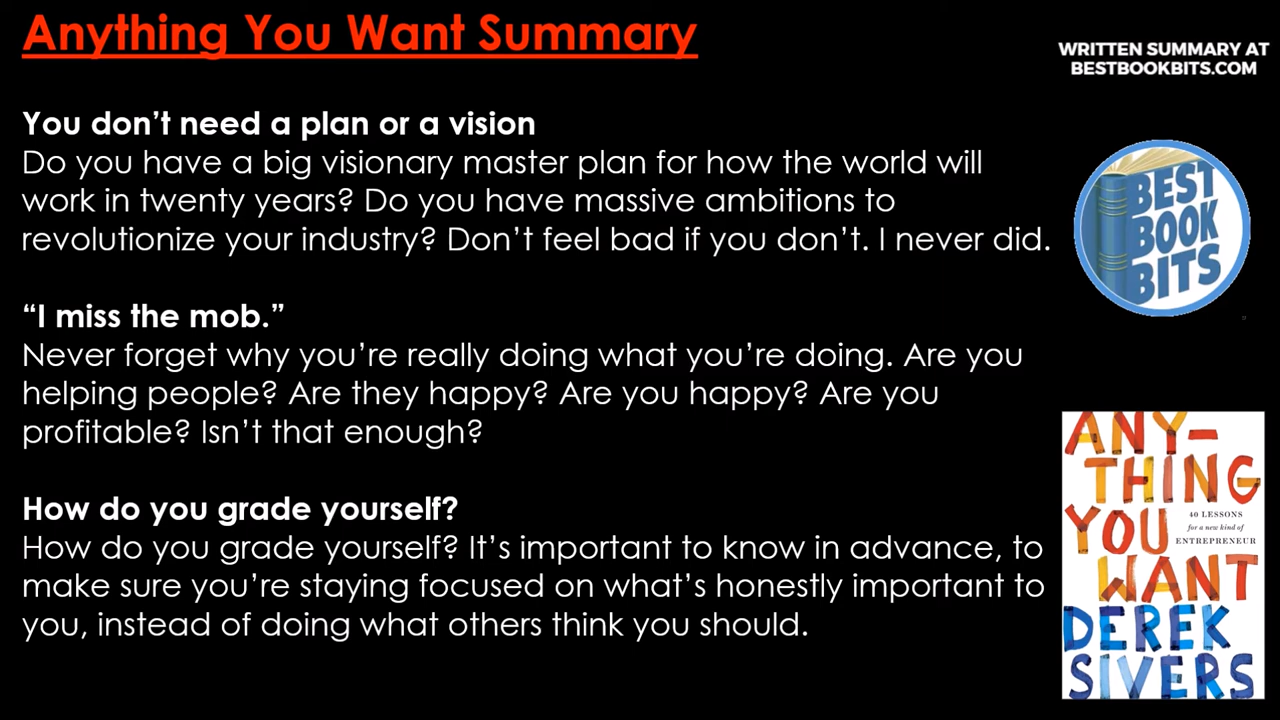 Anything You Want Summary
WRITTEN SUMMARY AT
BESTBOOKBITS.COM
You don’t need a plan or a vision
Do you have a big visionary master plan for how the world will
work in twenty years? Do you have massive ambitions to
revolutionize your industry? Don’t feel bad if you don’t. I never did.
BEST
BOOK
BITS
“I miss the mob.”
Never forget why you’re really doing what you’re doing. Are you
helping people? Are they happy? Are you happy? Are you
profitable? Isn’t that enough?
How do you grade yourself?
How do you grade yourself? It’s important to know in advance, to
make sure you’re staying focused on what’s honestly important to
you, instead of doing what others think you should.
ANY–
THING
YOU
40 LESSONS
for a new kind of
ENTREPRENEUR
WANT
DEREK
SIVERS